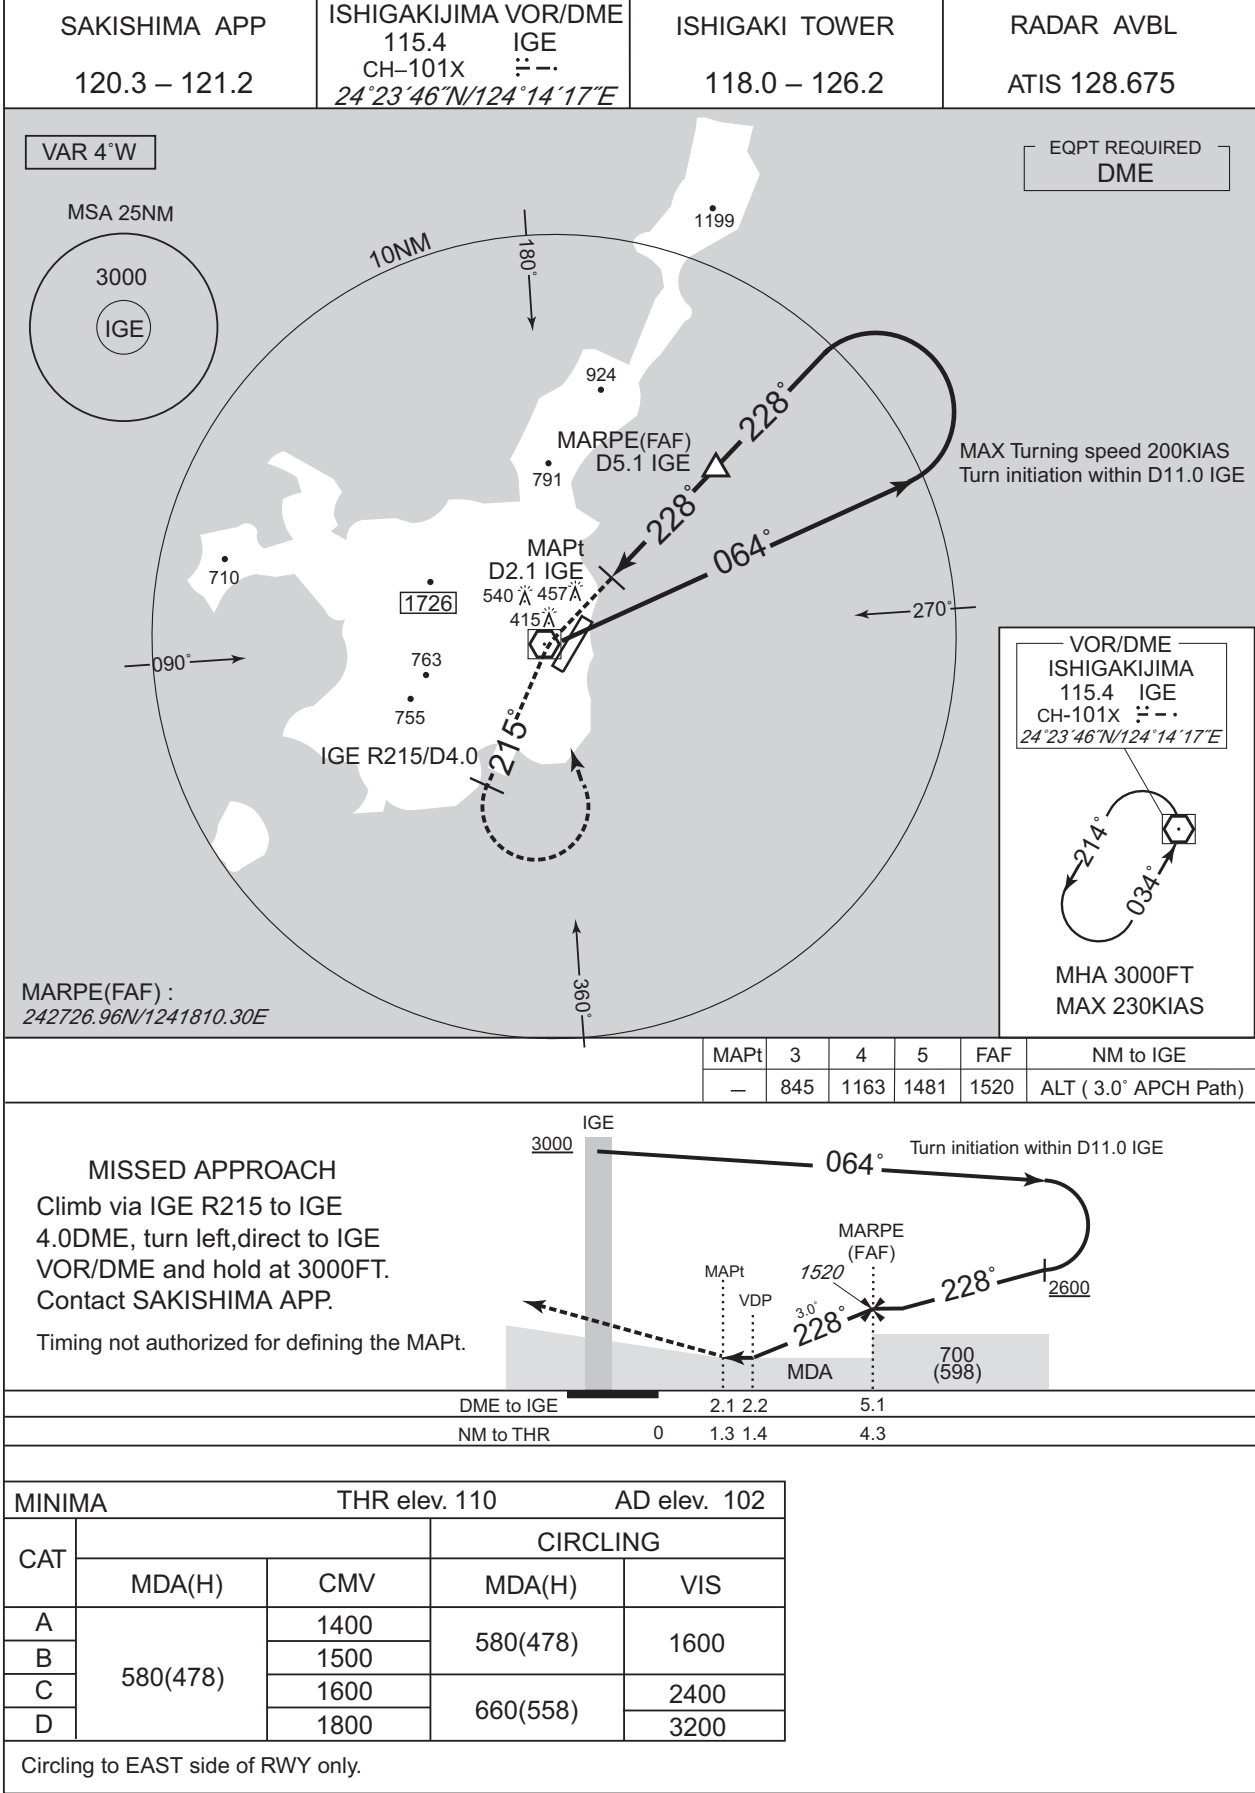 SAKISHIMA APP
120.3 – 121.2
ISHIGAKIJIMA VOR/DME
115.4 IGE
CH–101X
24˚23´46˝N/124˚14´17˝E
ISHIGAKI TOWER
118.0 – 126.2
RADAR AVBL
ATIS 128.675
VAR 4˚W
EQPT REQUIRED
DME
MSA 25NM
3000
IGE
10NM
180˚
1199
924
228˚
MARPE(FAF)
D5.1 IGE
MAX Turning speed 200KIAS
Turn initiation within D11.0 IGE
791
228˚
064˚
MAPt
D2.1 IGE
710
1726
540
457
415
270˚
090˚
763
755
215˚
IGE R215/D4.0
360˚
VOR/DME
ISHIGAKIJIMA
115.4 IGE
CH-101X
24˚23´46˝N/124˚14´17˝E
214˚
034˚
MHA 3000FT
MAX 230KIAS
MARPE(FAF) :
242726.96N/1241810.30E
MAPt 3 4 5 FAF NM to IGE
– 845 1163 1481 1520 ALT ( 3.0˚ APCH Path)
MISSED APPROACH
Climb via IGE R215 to IGE
4.0DME, turn left,direct to IGE
VOR/DME and hold at 3000FT.
Contact SAKISHIMA APP.
Timing not authorized for defining the MAPt.
IGE
3000
064˚
Turn initiation within D11.0 IGE
MARPE
(FAF)
1520
MAPt
VDP
3.0˚
228˚
228˚
2600
MDA
700
(598)
DME to IGE 2.1 2.2 5.1
NM to THR 0 1.3 1.4 4.3
MINIMA THR elev. 110 AD elev. 102
CAT CIRCLING
MDA(H) CMV MDA(H) VIS
A 580(478) 1400 580(478) 1600
B 1500
C 1600 660(558) 2400
D 1800 3200
Circling to EAST side of RWY only.